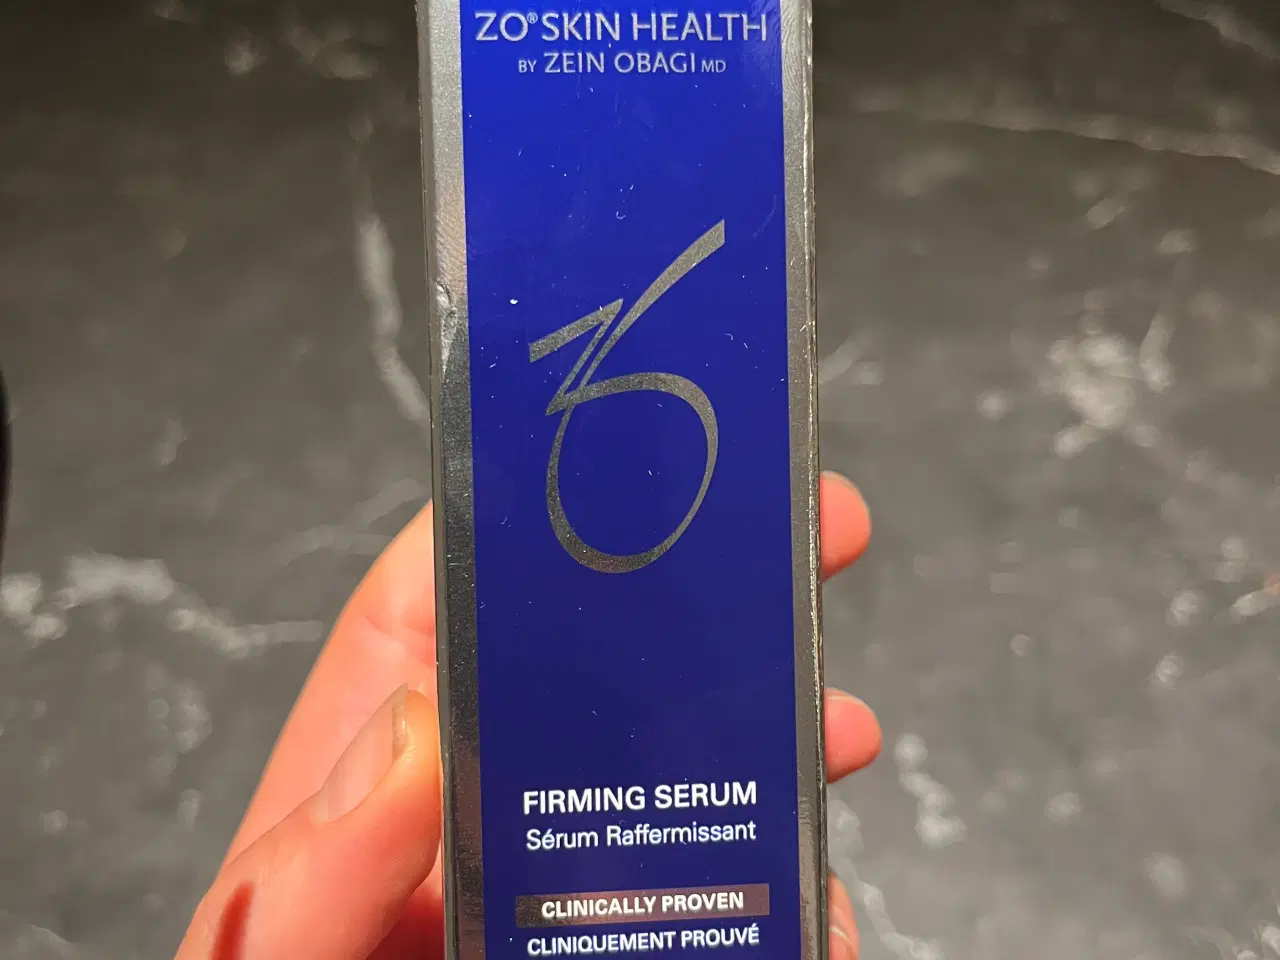 ZO® SKIN HEALTH
BY ZEIN OBAGI MD
FIRMING SERUM
Sérum Raffermissant
CLINICALLY PROVEN
CLINIQUEMENT PROUVÉ